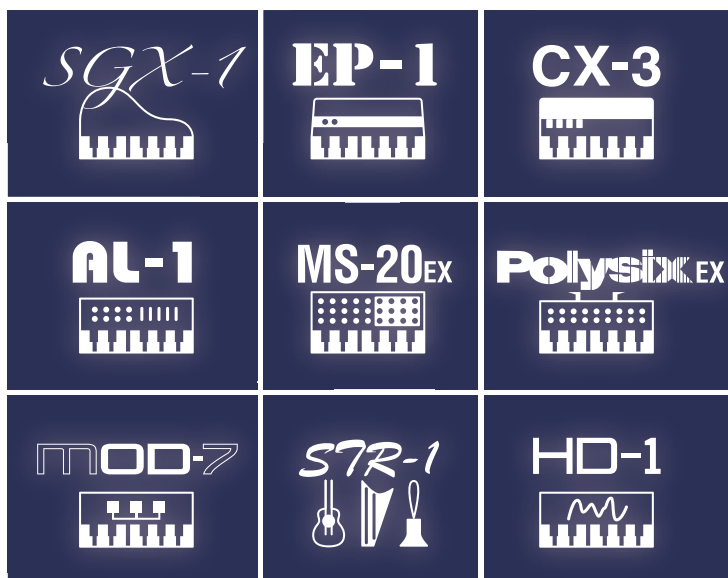 SGX-1
EP-1
CX-3
AL-1
MS-20EX
PolysixEX
MOD-7
STR-1
HD-1